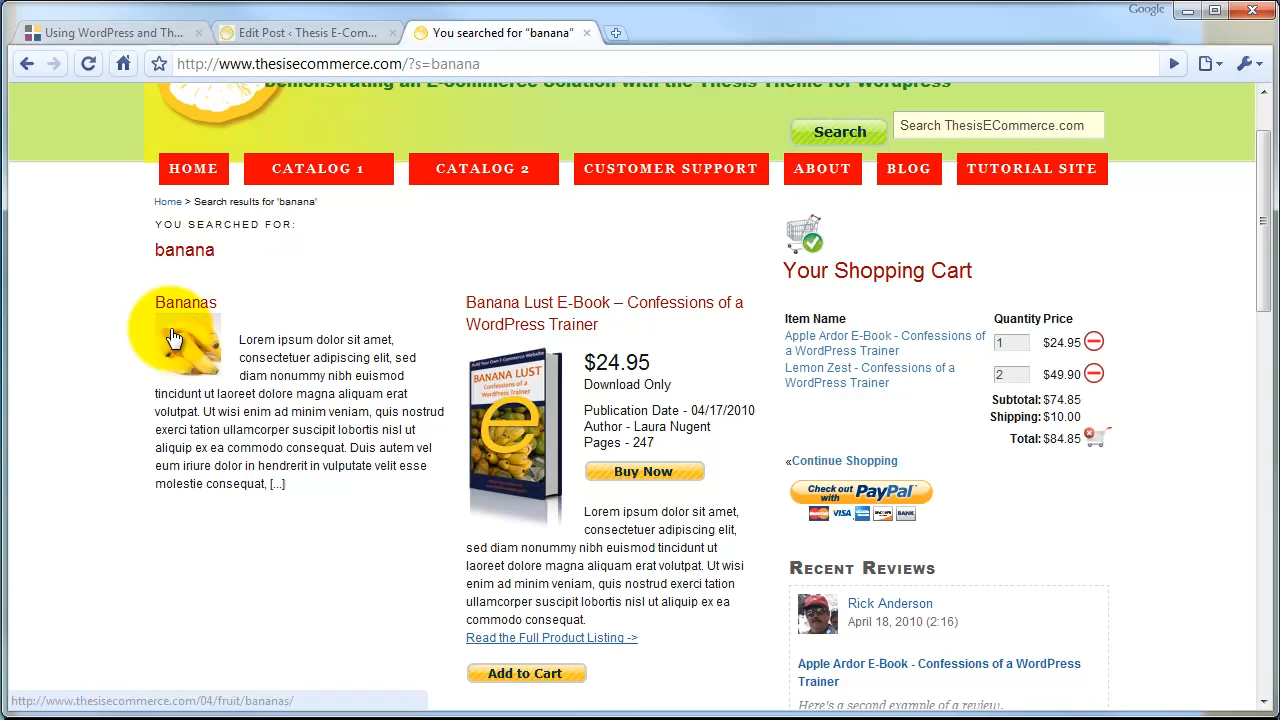 Google
Using WordPress and Th...
Edit Post ‹ Thesis E-Com...
You searched for “banana”
http://www.thesisecommerce.com/?s=banana
Demonstrating an E-Commerce Solution with the Thesis Theme for Wordpress
Search
Search ThesisECommerce.com
HOME
CATALOG 1
CATALOG 2
CUSTOMER SUPPORT
ABOUT
BLOG
TUTORIAL SITE
Home > Search results for 'banana'
YOU SEARCHED FOR:
banana
Bananas
Lorem ipsum dolor sit amet,
consectetuer adipiscing elit, sed
diam nonummy nibh euismod
tincidunt ut laoreet dolore magna aliquam erat
volutpat. Ut wisi enim ad minim veniam, quis nostrud
exerci tation ullamcorper suscipit lobortis nisl ut
aliquip ex ea commodo consequat. Duis autem vel
eum iriure dolor in hendrerit in vulputate velit esse
molestie consequat, [...]
Banana Lust E-Book – Confessions of a
WordPress Trainer
Build Your Own E-Commerce Website
BANANA LUST
Confessions of a
WordPress Trainer
e
$24.95
Download Only
Publication Date - 04/17/2010
Author - Laura Nugent
Pages - 247
Buy Now
Lorem ipsum dolor sit amet,
consectetuer adipiscing elit,
sed diam nonummy nibh euismod tincidunt ut
laoreet dolore magna aliquam erat volutpat. Ut wisi
enim ad minim veniam, quis nostrud exerci tation
ullamcorper suscipit lobortis nisl ut aliquip ex ea
commodo consequat.
Read the Full Product Listing ->
Add to Cart
Your Shopping Cart
Item Name Quantity Price
Apple Ardor E-Book - Confessions of
a WordPress Trainer
1 $24.95
Lemon Zest - Confessions of a
WordPress Trainer
2 $49.90
Subtotal: $74.85
Shipping: $10.00
Total: $84.85
«Continue Shopping
Check out with PayPal
VISA
BANK
RECENT REVIEWS
Rick Anderson
April 18, 2010 (2:16)
Apple Ardor E-Book - Confessions of a WordPress
Trainer
Here's a second example of a review.
http://www.thesisecommerce.com/04/fruit/bananas/